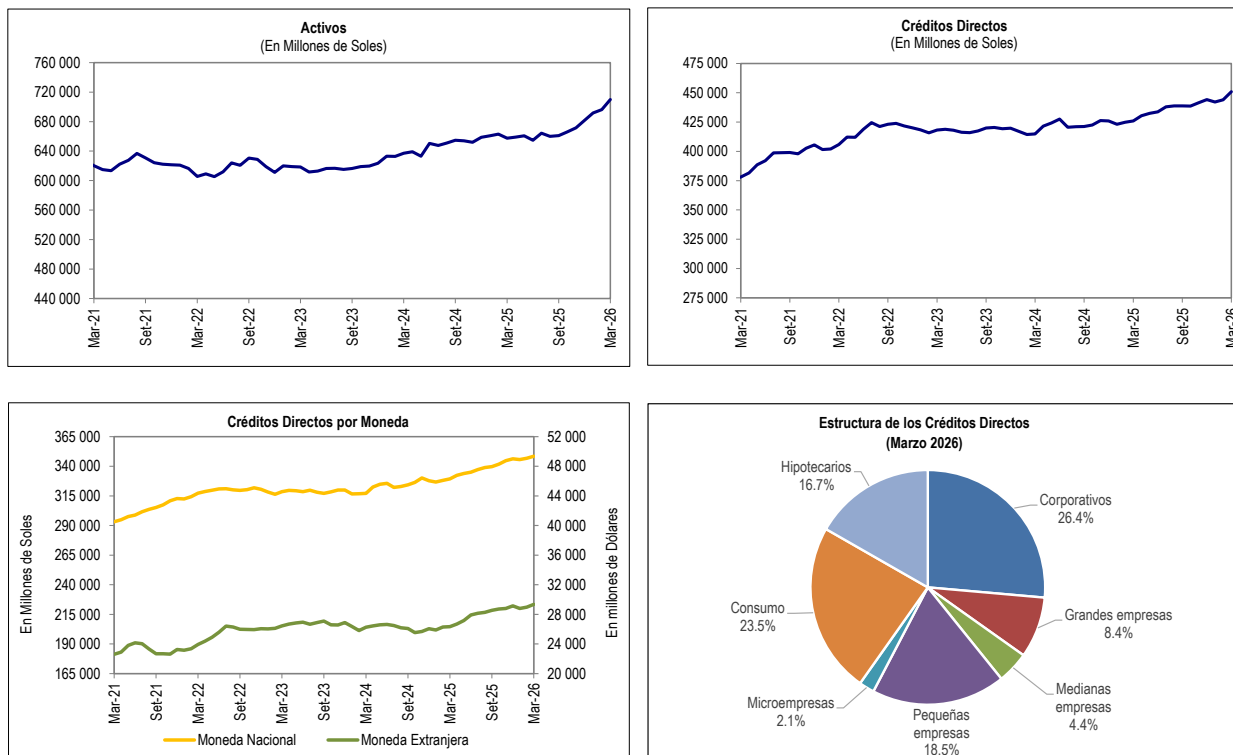 Activos
(En Millones de Soles)
760 000
720 000
680 000
640 000
600 000
560 000
520 000
480 000
440 000
Mar-21
Set-21
Mar-22
Set-22
Mar-23
Set-23
Mar-24
Set-24
Mar-25
Set-25
Mar-26
Créditos Directos
(En Millones de Soles)
475 000
450 000
425 000
400 000
375 000
350 000
325 000
300 000
275 000
Mar-21
Set-21
Mar-22
Set-22
Mar-23
Set-23
Mar-24
Set-24
Mar-25
Set-25
Mar-26
Créditos Directos por Moneda
En Millones de Soles
365 000
340 000
315 000
290 000
265 000
240 000
215 000
190 000
165 000
52 000
48 000
44 000
40 000
36 000
32 000
28 000
24 000
20 000
En millones de Dólares
Mar-21
Set-21
Mar-22
Set-22
Mar-23
Set-23
Mar-24
Set-24
Mar-25
Set-25
Mar-26
Moneda Nacional
Moneda Extranjera
Estructura de los Créditos Directos
(Marzo 2026)
Hipotecarios
16.7%
Corporativos
26.4%
Consumo
23.5%
Grandes empresas
8.4%
Microempresas
2.1%
Medianas
empresas
4.4%
Pequeñas
empresas
18.5%